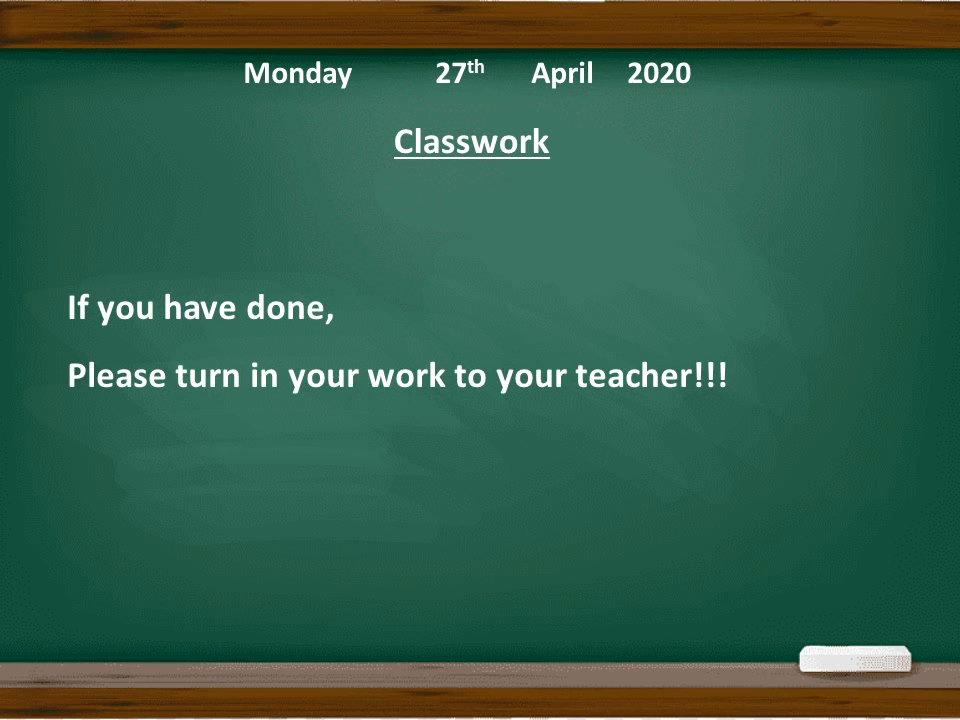 Monday 27th April 2020
Classwork
If you have done,
Please turn in your work to your teacher!!!